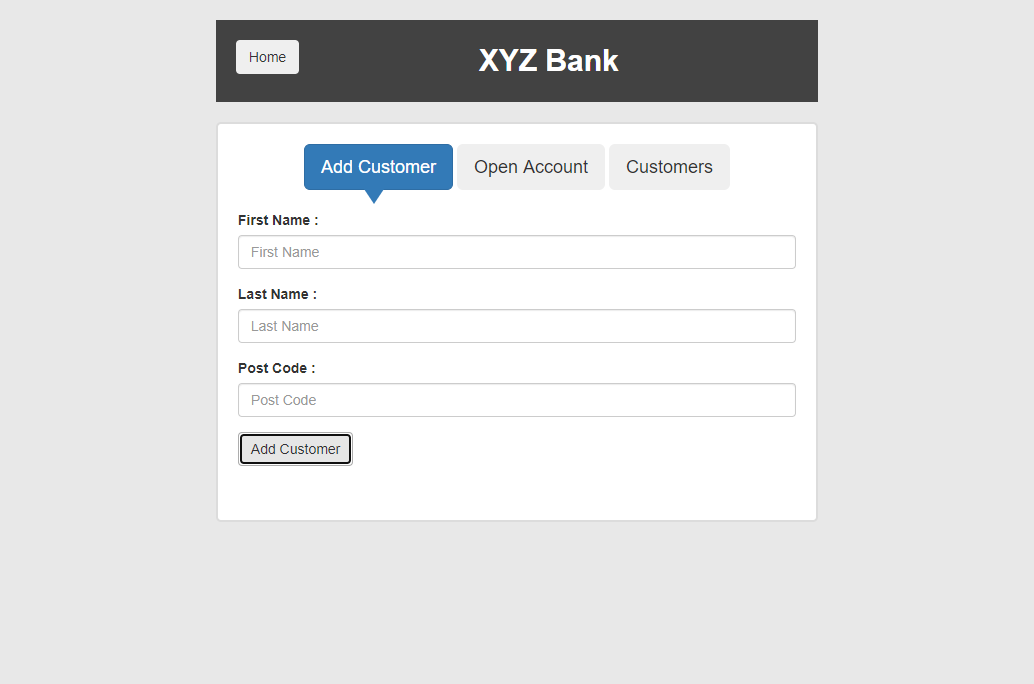 Home
XYZ Bank
Add Customer
Open Account
Customers
First Name :
First Name
Last Name :
Last Name
Post Code :
Post Code
Add Customer